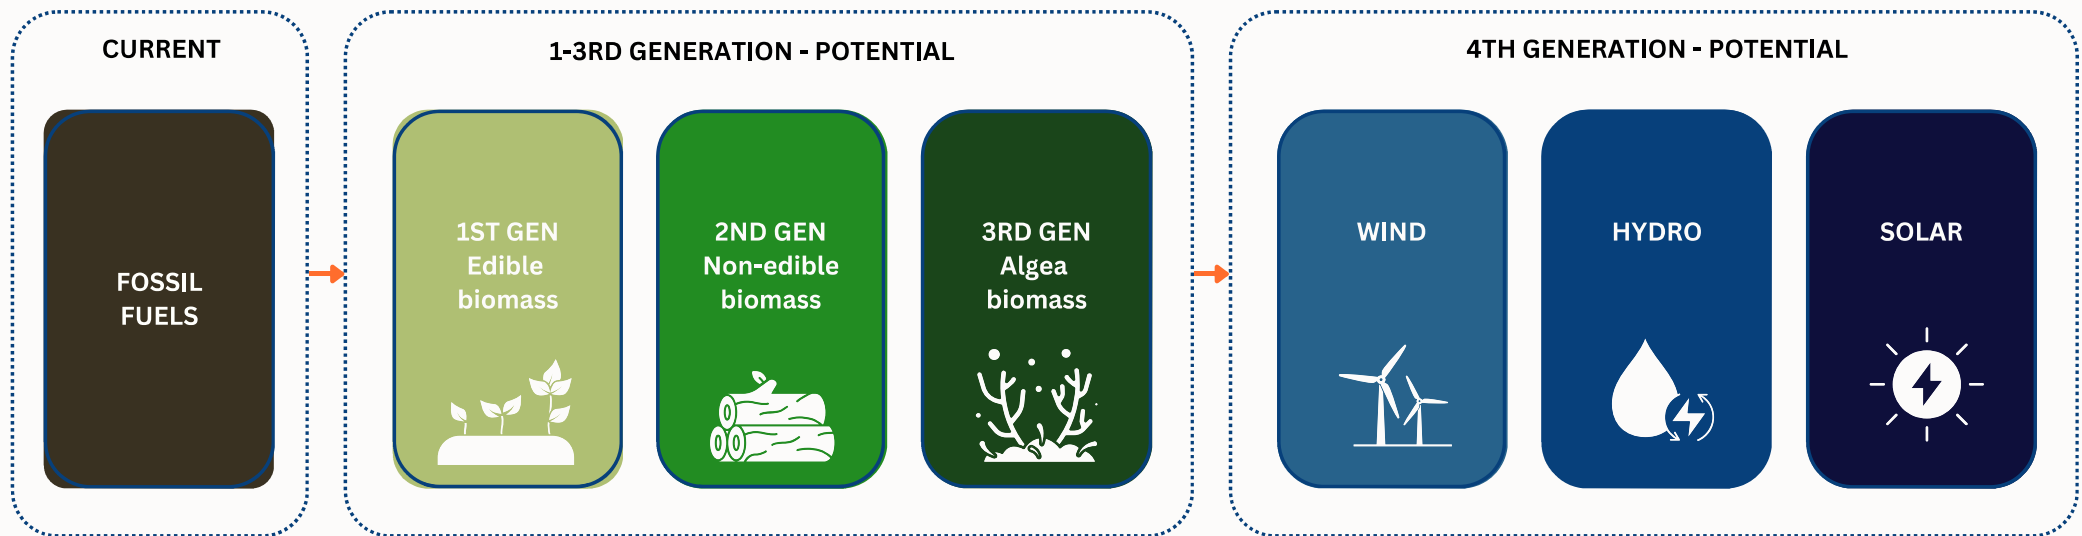 CURRENT
FOSSIL
FUELS
1-3RD GENERATION - POTENTIAL
1ST GEN
Edible
biomass
2ND GEN
Non-edible
biomass
3RD GEN
Algea
biomass
4TH GENERATION - POTENTIAL
WIND
HYDRO
SOLAR